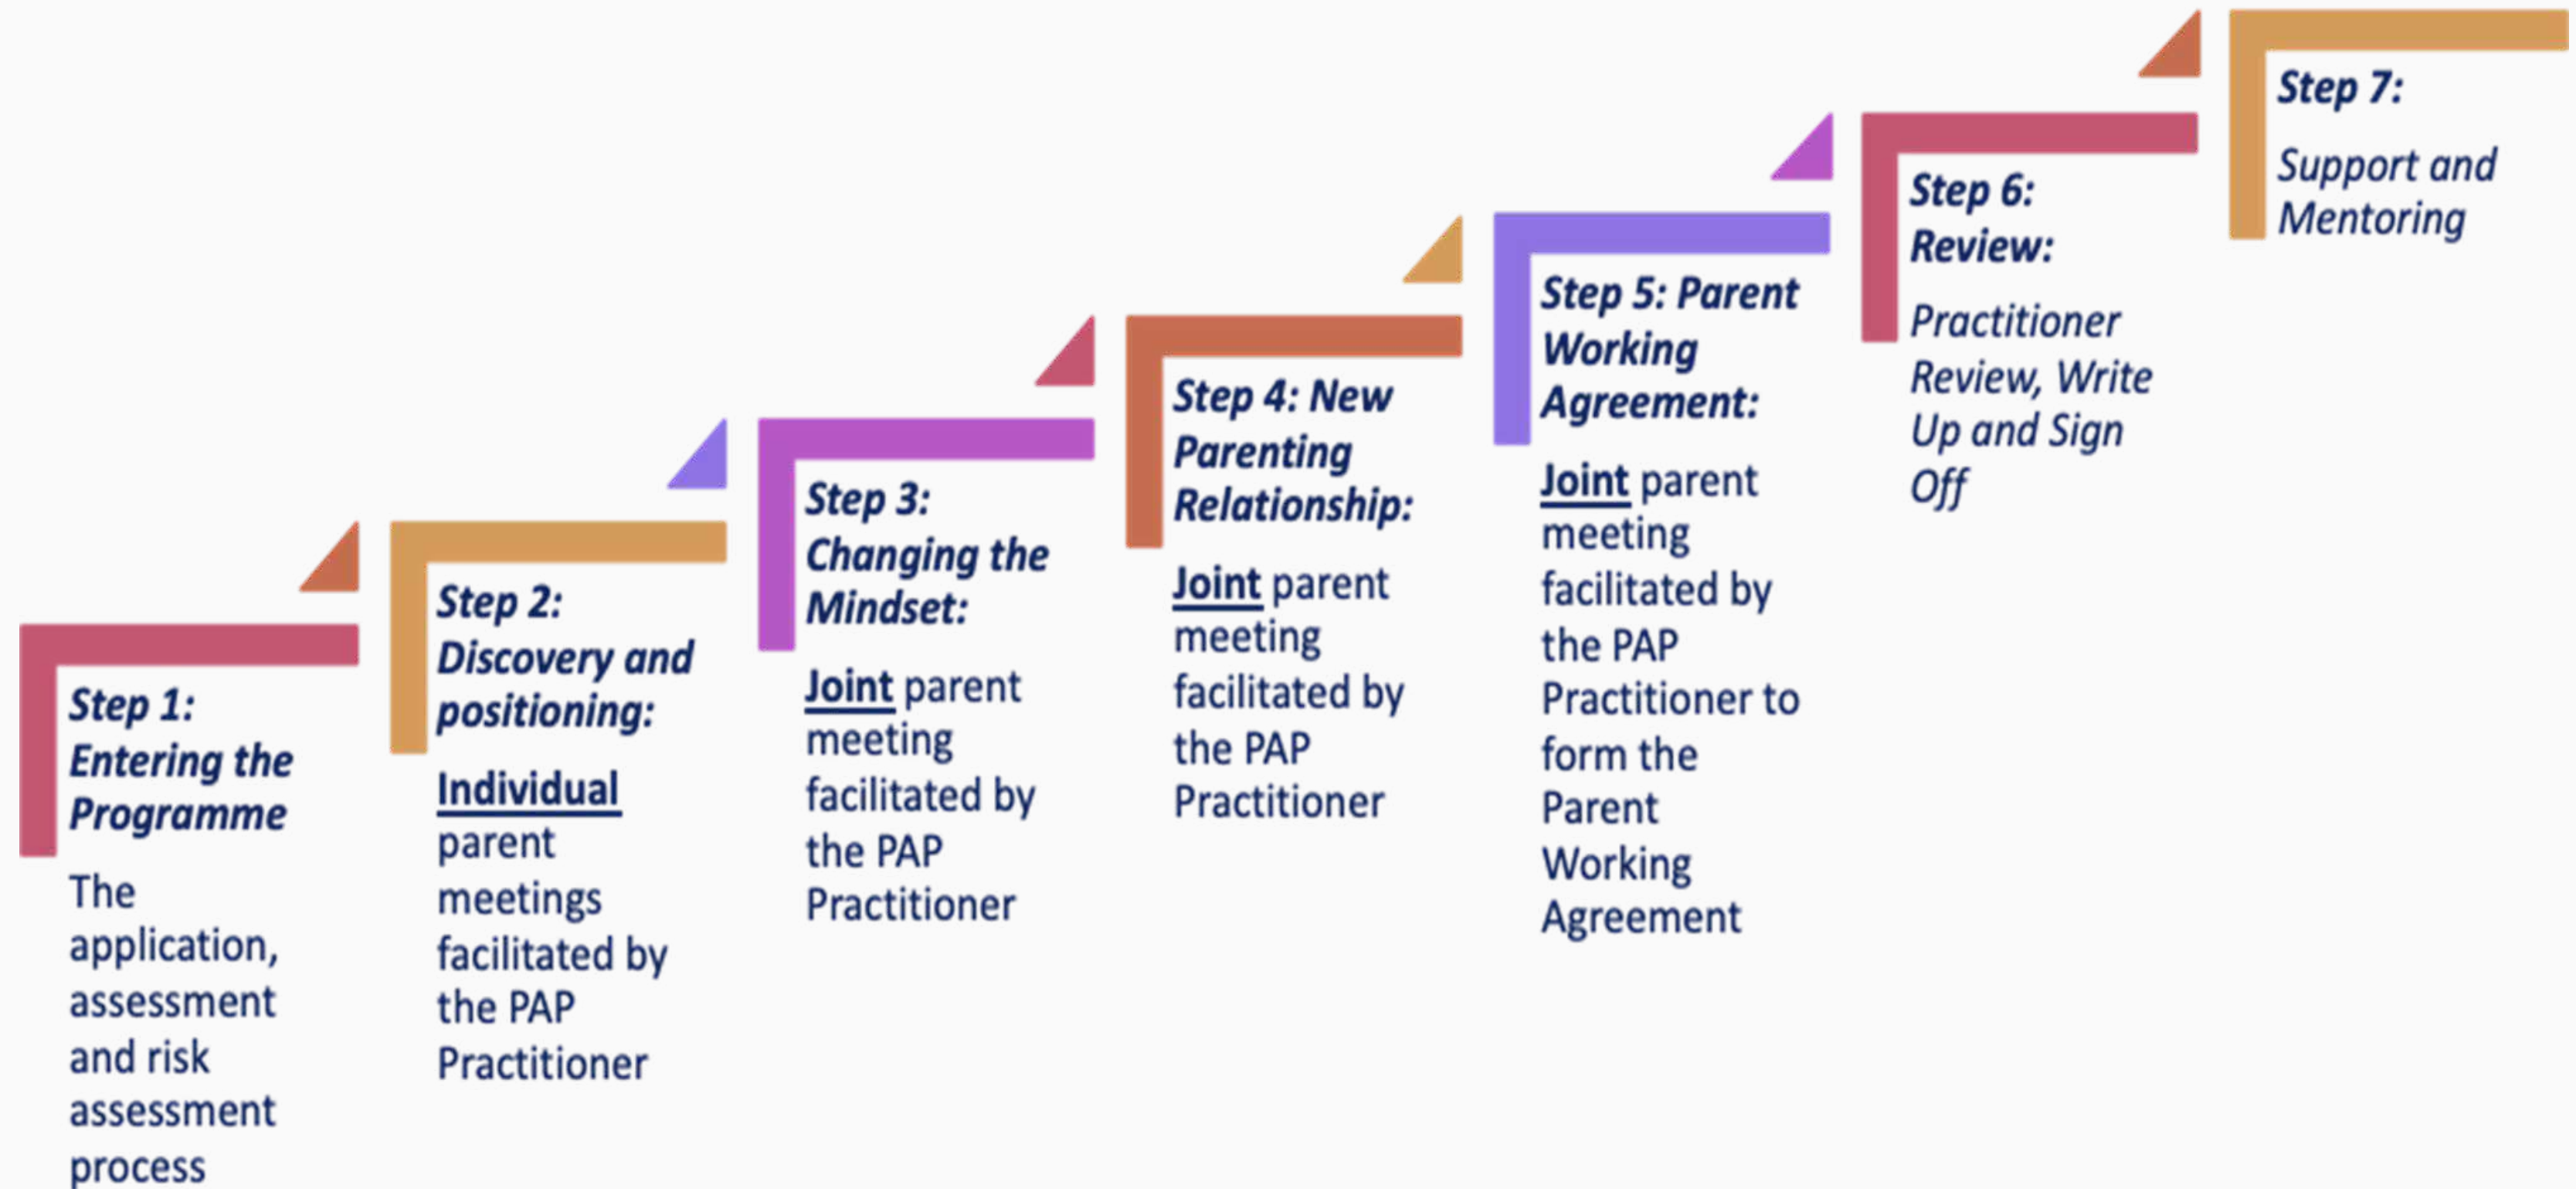 Step 1:
Entering the
Programme
The
application,
assessment
and risk
assessment
process
Step 2:
Discovery and
positioning:
Individual
parent
meetings
facilitated by
the PAP
Practitioner
Step 3:
Changing the
Mindset:
Joint parent
meeting
facilitated by
the PAP
Practitioner
Step 4: New
Parenting
Relationship:
Joint parent
meeting
facilitated by
the PAP
Practitioner
Step 5: Parent
Working
Agreement:
Joint parent
meeting
facilitated by
the PAP
Practitioner to
form the
Parent
Working
Agreement
Step 6:
Review:
Practitioner
Review, Write
Up and Sign
Off
Step 7:
Support and
Mentoring